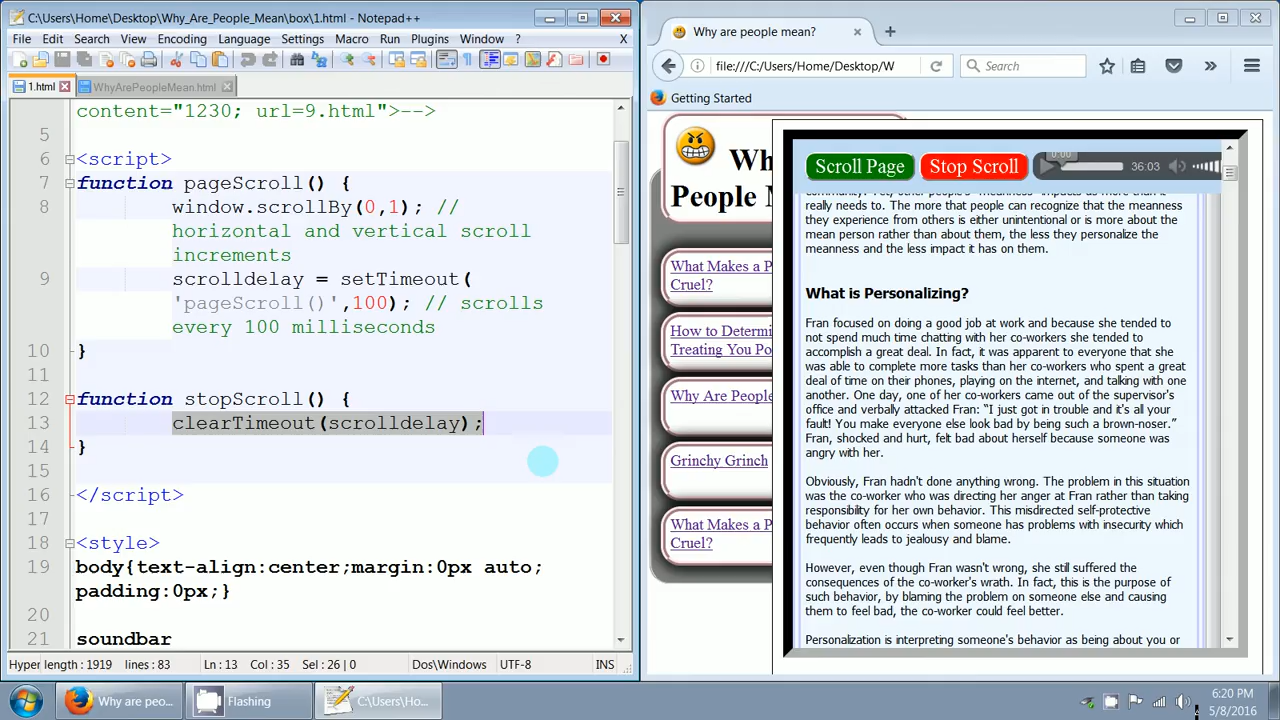 C:\Users\Home\Desktop\Why_Are_People_Mean\box\1.html - Notepad++
File Edit Search View Encoding Language Settings Macro Run Plugins Window ? X
1.html WhyArePeopleMean.html
content="1230; url=9.html">-->
5
6 <script>
7 function pageScroll() {
8 window.scrollBy(0,1); //
horizontal and vertical scroll
increments
9 scrolldelay = setTimeout(
'pageScroll()',100); // scrolls
every 100 milliseconds
10 }
11
12 function stopScroll() {
13 clearTimeout(scrolldelay);
14 }
15
16 </script>
17
18 <style>
19 body{text-align:center;margin:0px auto;
padding:0px;}
20
21 soundbar
Hyper length : 1919 lines : 83 Ln : 13 Col : 35 Sel : 26 | 0 Dos\Windows UTF-8 INS
Why are people mean?
file:///C:/Users/Home/Desktop/W Search
Getting Started
Wh
People M
What Makes a P
Cruel?
How to Determi
Treating You Po
Why Are People
Grinchy Grinch
What Makes a P
Cruel?
Scroll Page Stop Scroll 0:00 36:03
really needs to. The more that people can recognize that the meanness
they experience from others is either unintentional or is more about the
mean person rather than about them, the less they personalize the
meanness and the less impact it has on them.
What is Personalizing?
Fran focused on doing a good job at work and because she tended to
not spend much time chatting with her co-workers she tended to
accomplish a great deal. In fact, it was apparent to everyone that she
was able to complete more tasks than her co-workers who spent a great
deal of time on their phones, playing on the internet, and talking with one
another. One day, one of her co-workers came out of the supervisor's
office and verbally attacked Fran: “I just got in trouble and it's all your
fault! You make everyone else look bad by being such a brown-noser.”
Fran, shocked and hurt, felt bad about herself because someone was
angry with her.
Obviously, Fran hadn't done anything wrong. The problem in this situation
was the co-worker who was directing her anger at Fran rather than taking
responsibility for her own behavior. This misdirected self-protective
behavior often occurs when someone has problems with insecurity which
frequently leads to jealousy and blame.
However, even though Fran wasn't wrong, she still suffered the
consequences of the co-worker's wrath. In fact, this is the purpose of
such behavior, by blaming the problem on someone else and causing
them to feel bad, the co-worker could feel better.
Personalization is interpreting someone's behavior as being about you or
Why are peo... Flashing C:\Users\Ho...
6:20 PM
5/8/2016